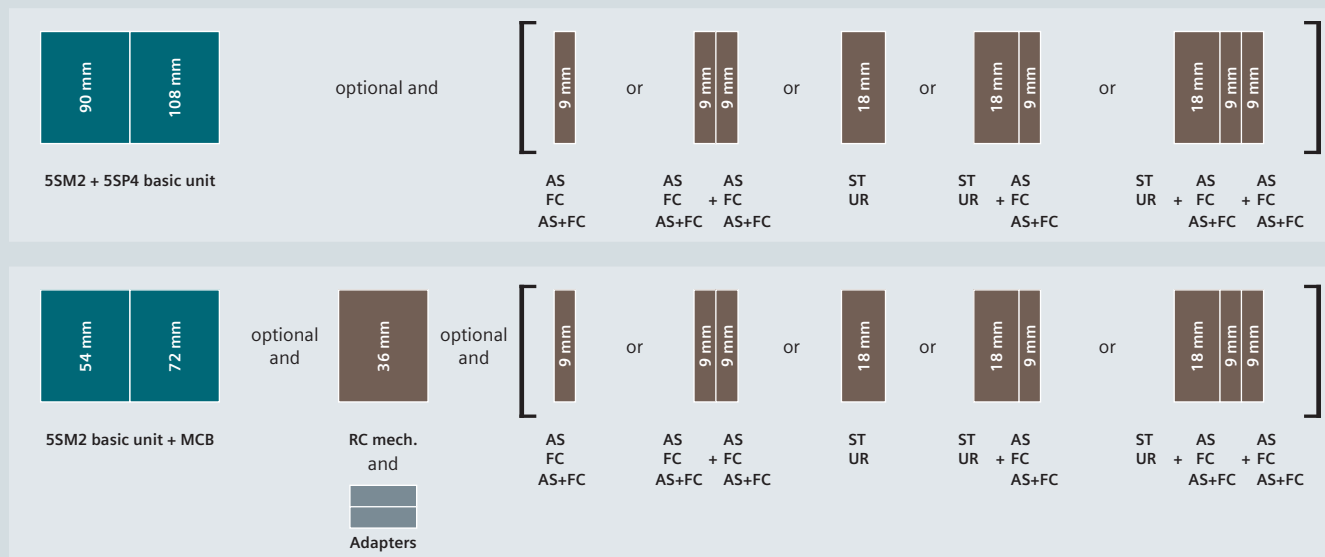 90 mm 108 mm optional and 9 mm or 9 mm 9 mm or 18 mm or 18 mm 9 mm or 18 mm 9 mm 9 mm
5SM2 + 5SP4 basic unit AS AS AS ST ST AS ST AS AS
FC FC + FC UR UR + FC UR + FC + FC
AS+FC AS+FC AS+FC AS+FC AS+FC AS+FC
54 mm 72 mm optional and 36 mm optional and 9 mm or 9 mm 9 mm or 18 mm or 18 mm 9 mm or 18 mm 9 mm 9 mm
5SM2 basic unit + MCB RC mech. AS AS AS ST ST AS ST AS AS
and FC FC + FC UR UR + FC UR + FC + FC
AS+FC AS+FC AS+FC AS+FC AS+FC AS+FC
Adapters